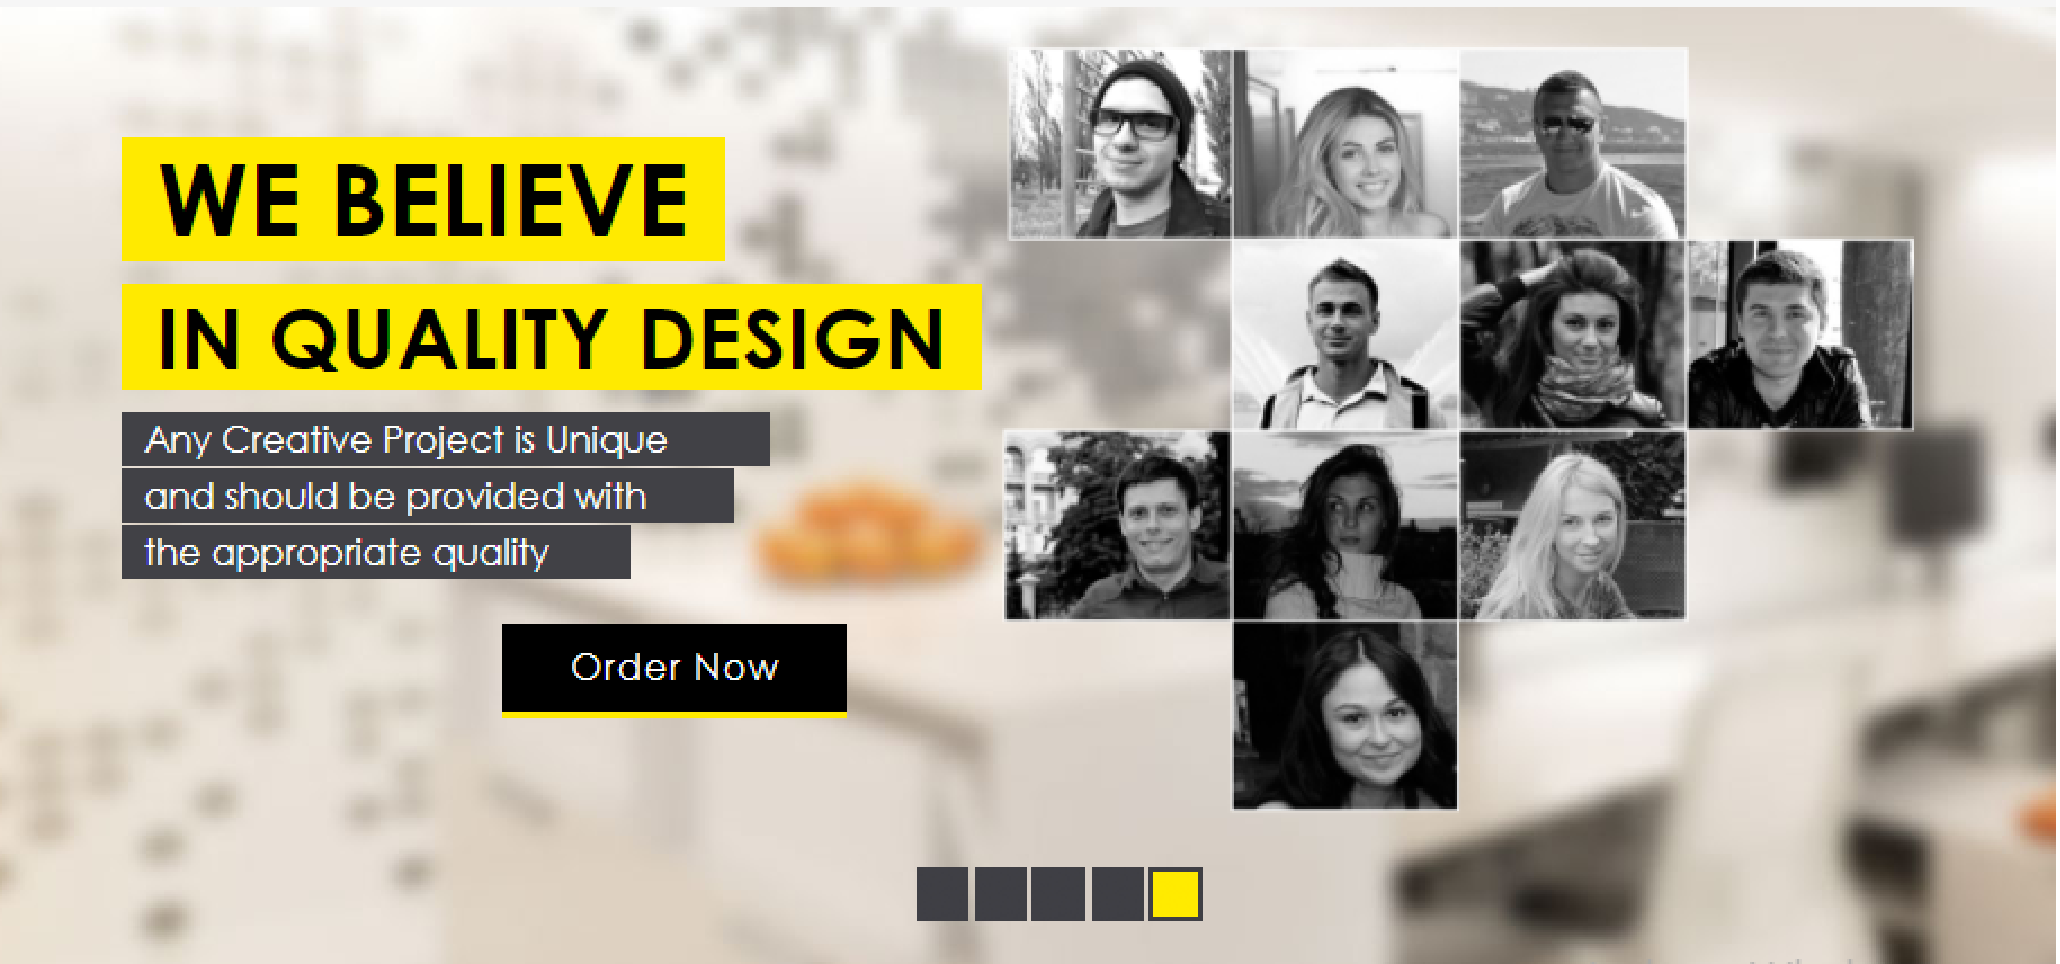 WE BELIEVE
IN QUALITY DESIGN
Any Creative Project is Unique
and should be provided with
the appropriate quality
Order Now